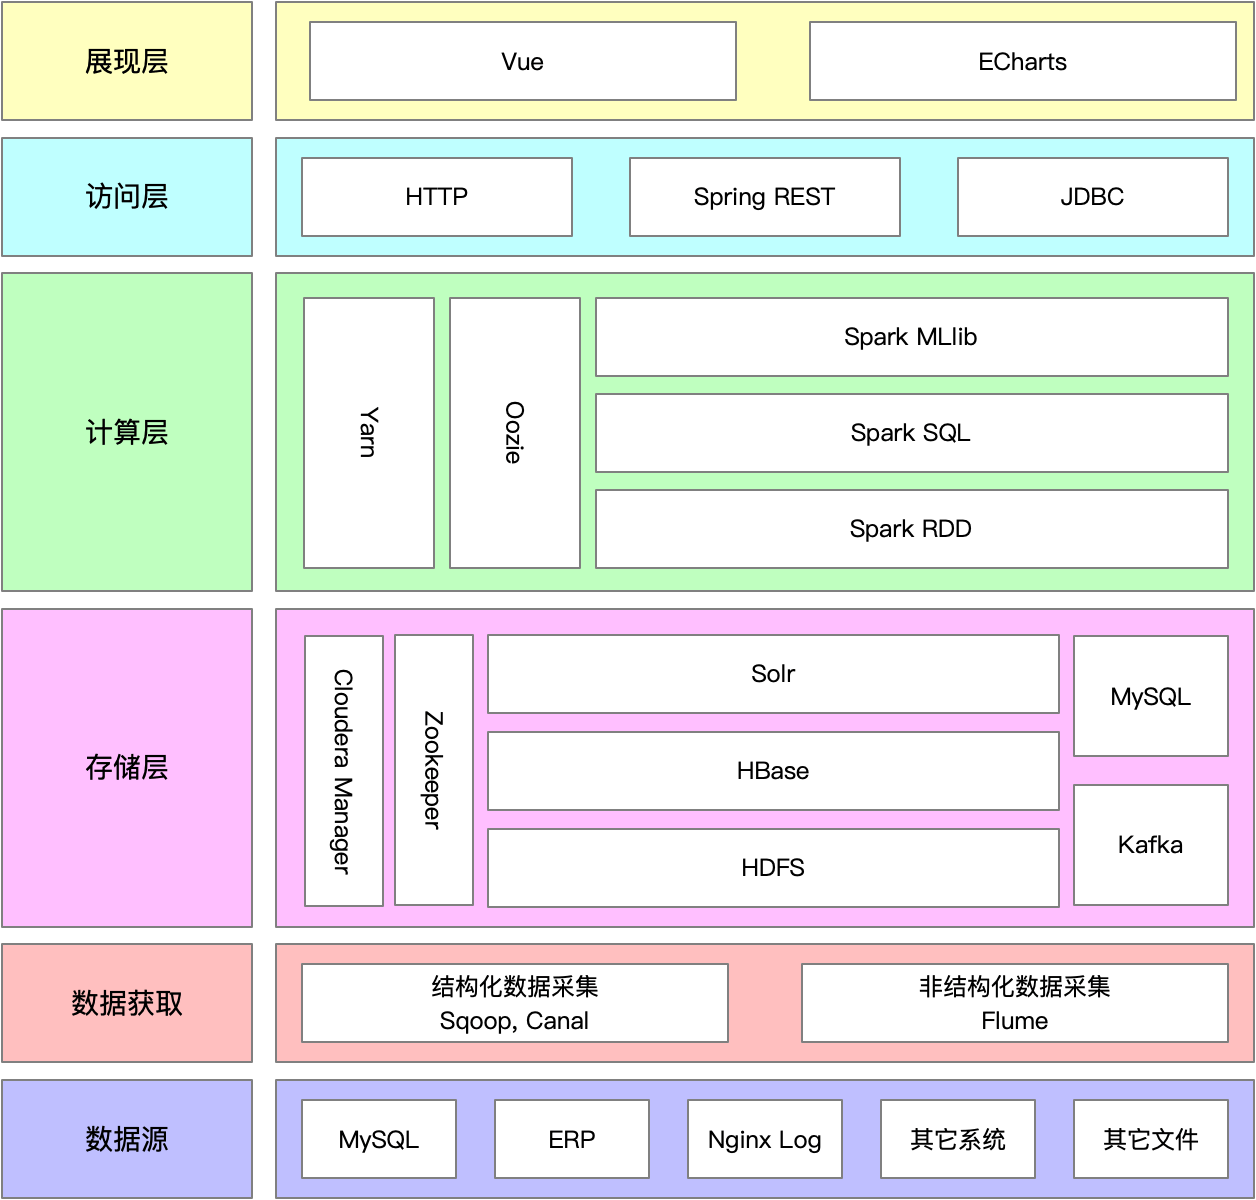 展现层
Vue
ECharts
访问层
HTTP
Spring REST
JDBC
计算层
Yarn
Oozie
Spark MLlib
Spark SQL
Spark RDD
存储层
Cloudera Manager
Zookeeper
Solr
HBase
HDFS
MySQL
Kafka
数据获取
结构化数据采集
Sqoop, Canal
非结构化数据采集
Flume
数据源
MySQL
ERP
Nginx Log
其它系统
其它文件